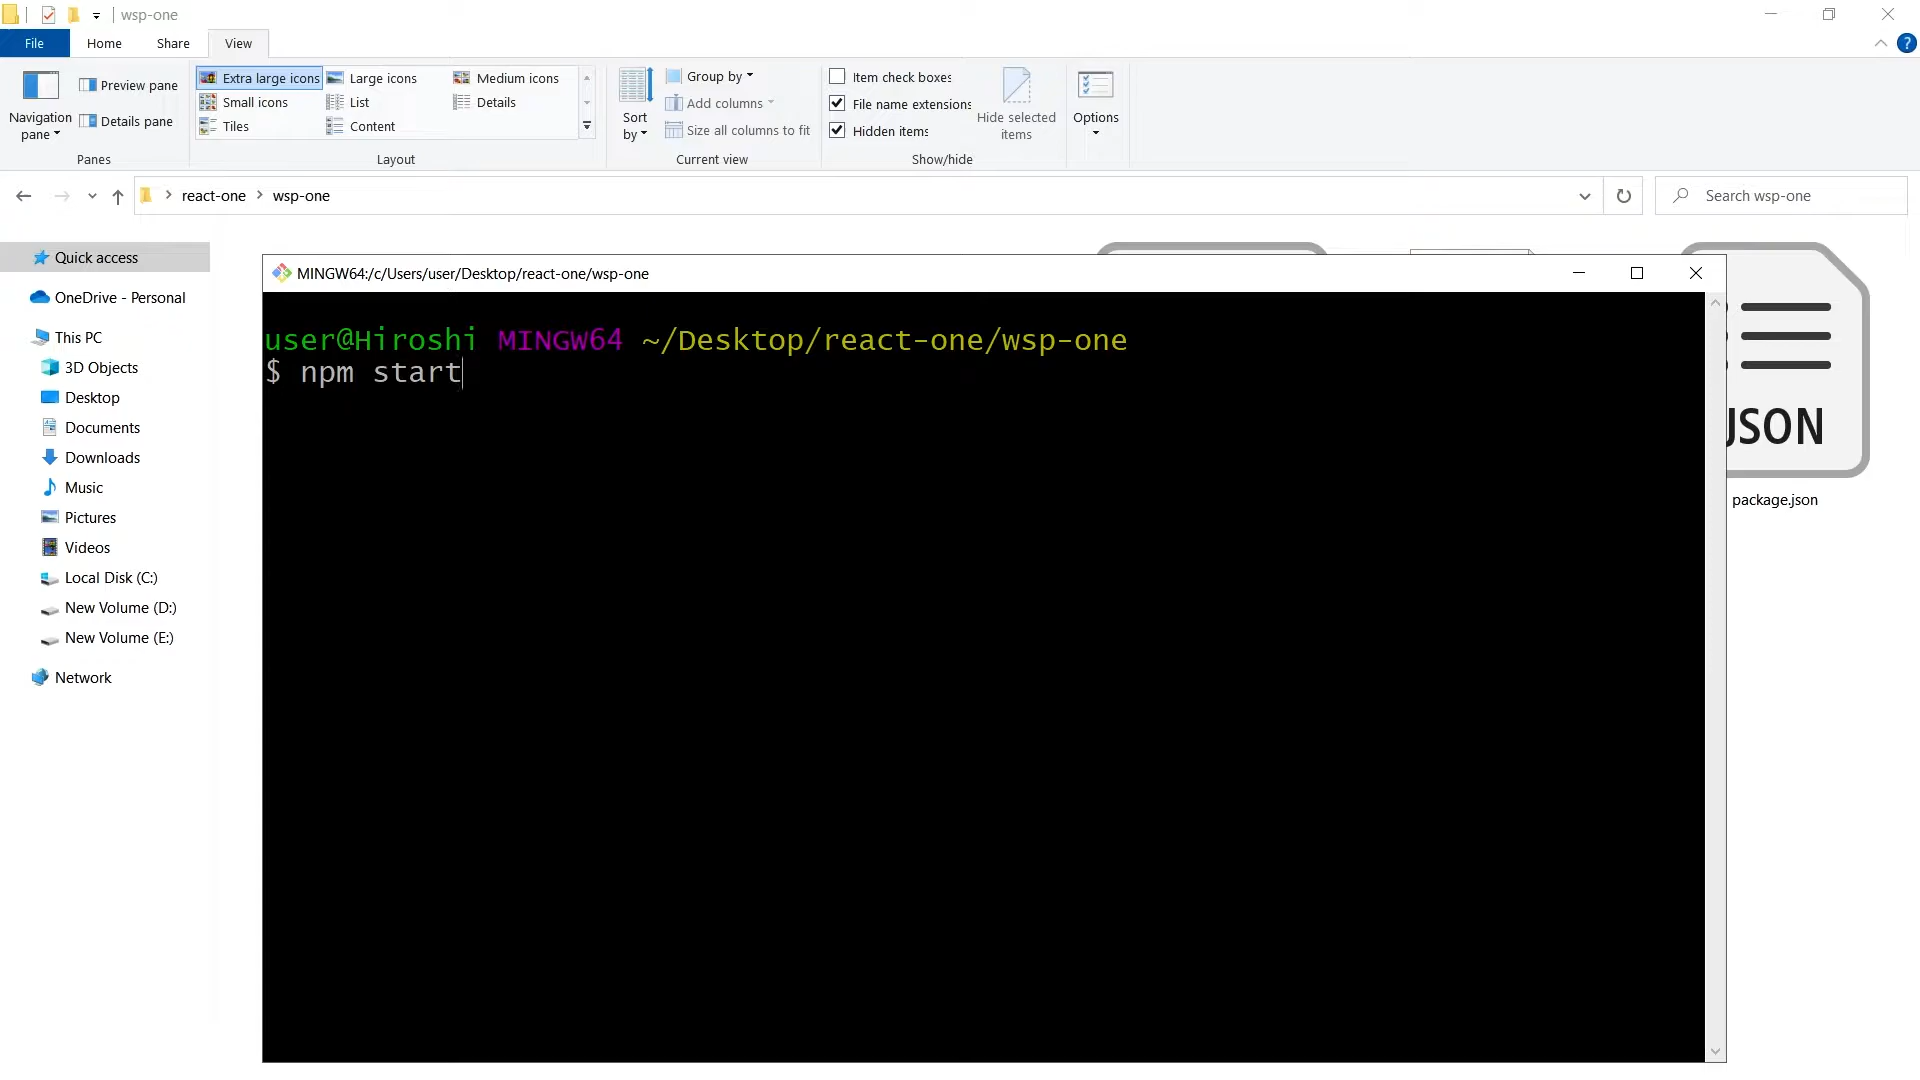 wsp-one
File Home Share View
Navigation pane
Preview pane
Details pane
Panes
Extra large icons Large icons Medium icons
Small icons List Details
Tiles Content
Layout
Sort by
Group by
Add columns
Size all columns to fit
Current view
Item check boxes
File name extensions
Hidden items
Hide selected items
Show/hide
Options
?
react-one > wsp-one
Search wsp-one
Quick access
OneDrive - Personal
This PC
3D Objects
Desktop
Documents
Downloads
Music
Pictures
Videos
Local Disk (C:)
New Volume (D:)
New Volume (E:)
Network
MINGW64:/c/Users/user/Desktop/react-one/wsp-one
user@Hiroshi MINGW64 ~/Desktop/react-one/wsp-one
$ npm start
JSON
package.json